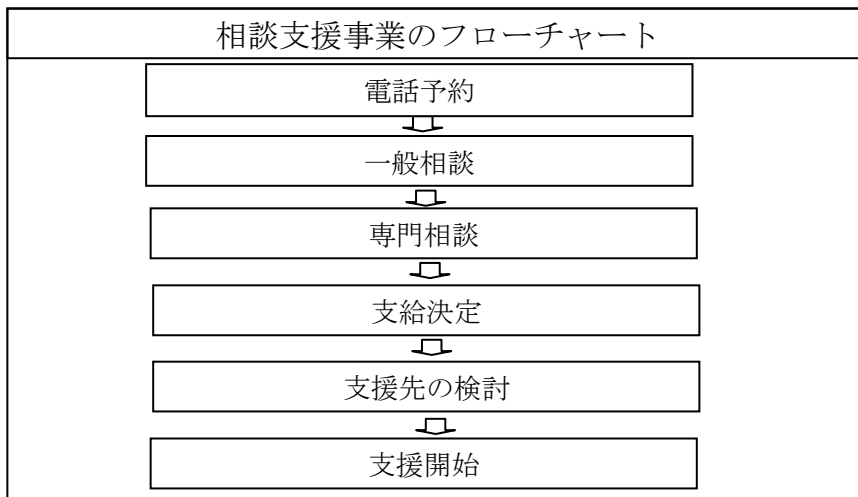 相談支援事業のフローチャート
電話予約
一般相談
専門相談
支給決定
支援先の検討
支援開始